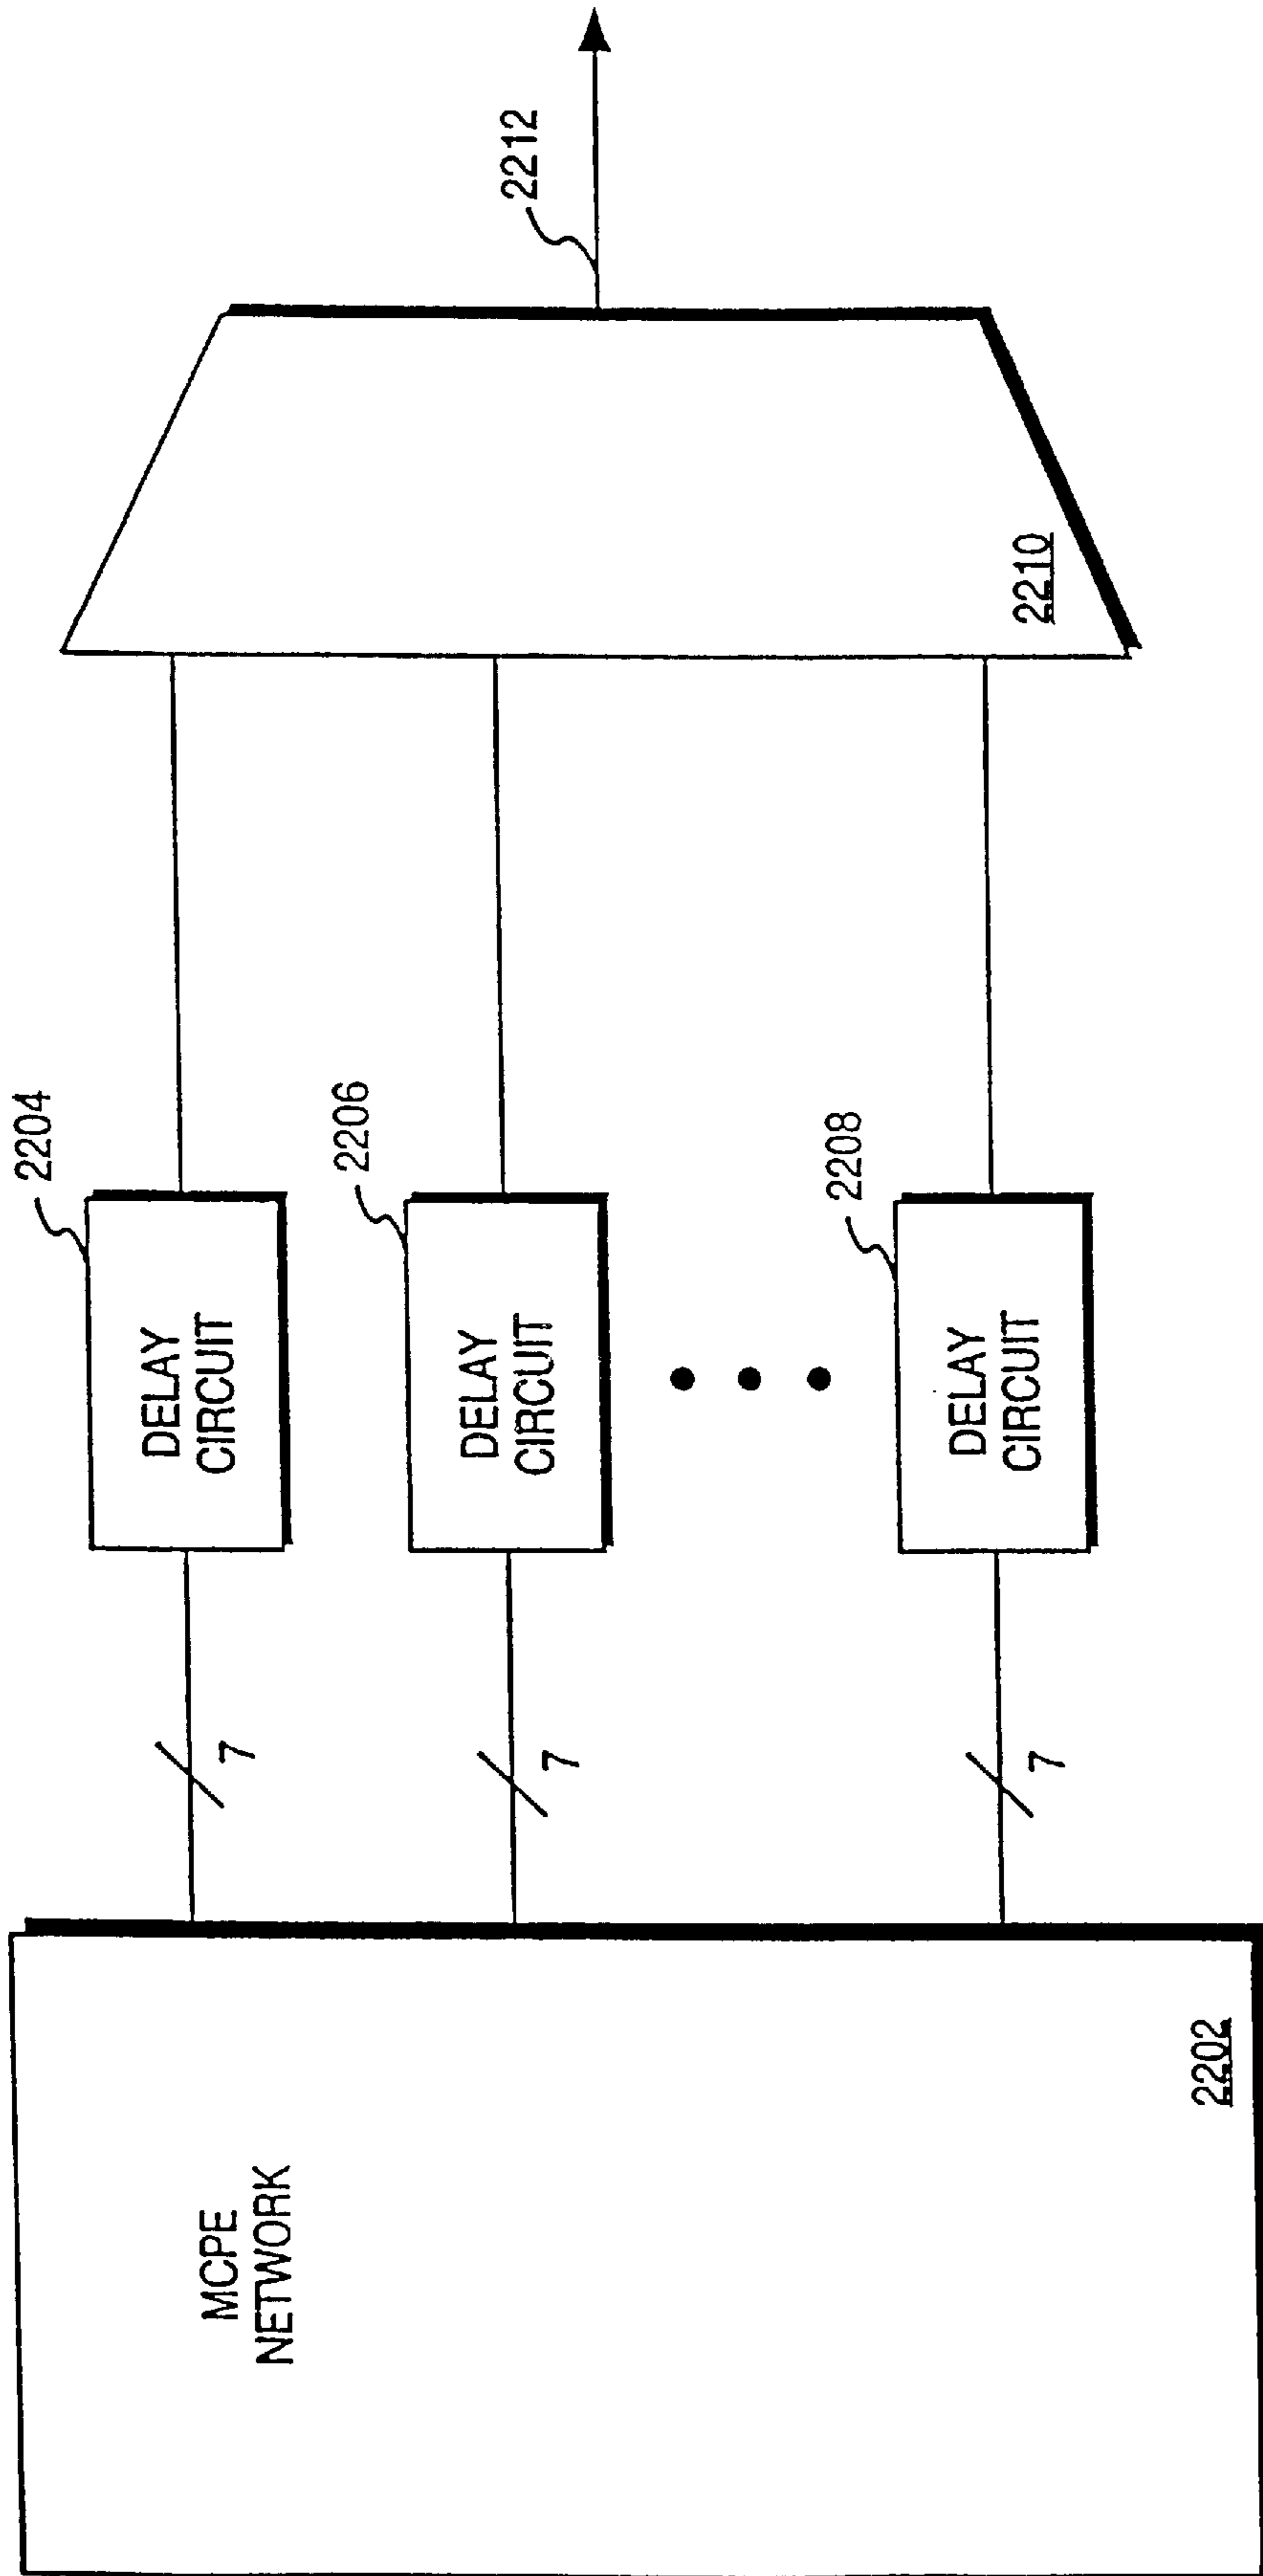 MCPE
NETWORK
2202
7
7
7
DELAY
CIRCUIT
2204
DELAY
CIRCUIT
2206
DELAY
CIRCUIT
2208
2210
2212